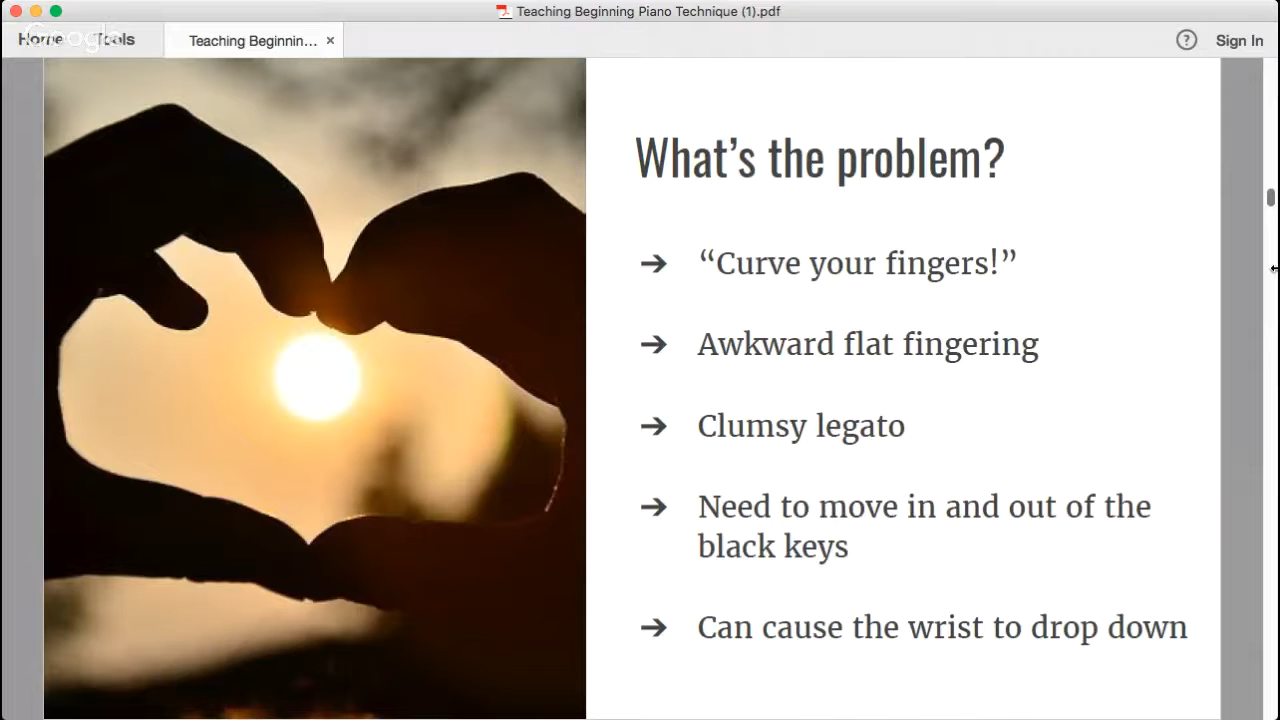 Teaching Beginning Piano Technique (1).pdf
Home Tools Teaching Beginnin... × ? Sign In
Google
What's the problem?
➔ “Curve your fingers!”
➔ Awkward flat fingering
➔ Clumsy legato
➔ Need to move in and out of the
black keys
➔ Can cause the wrist to drop down